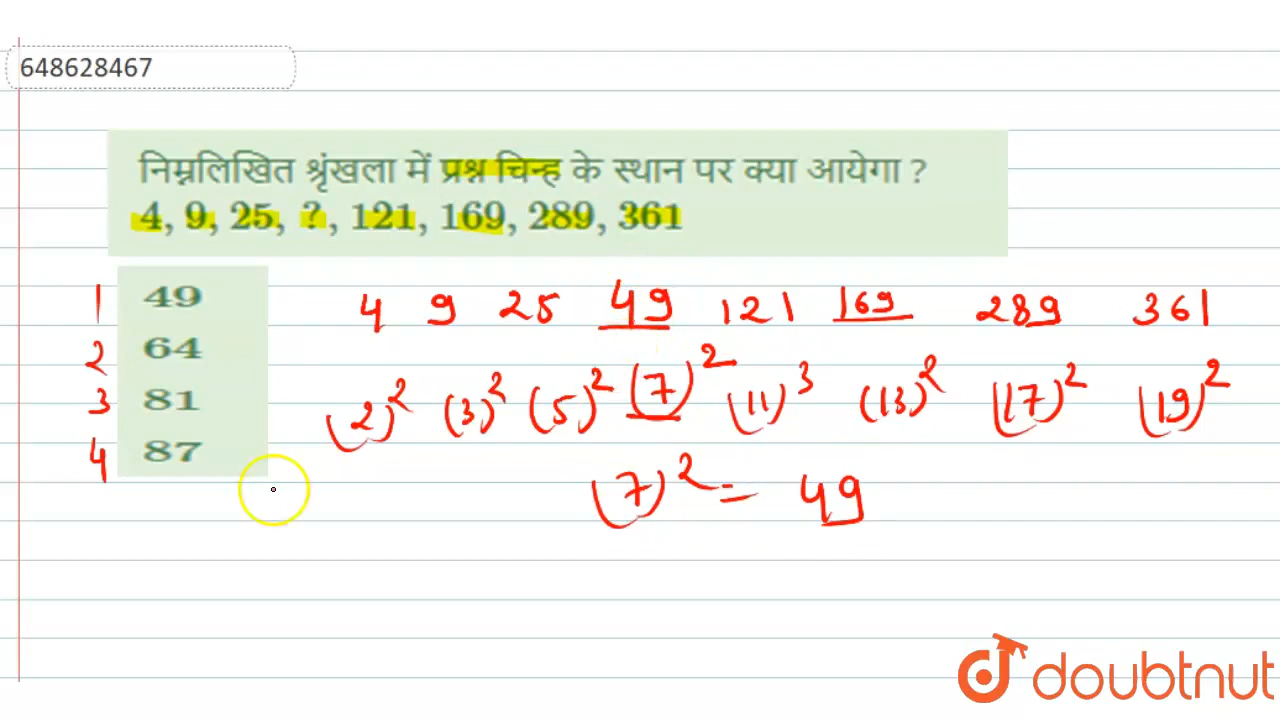 648628467
निम्नलिखित श्रृंखला में प्रश्न चिन्ह के स्थान पर क्या आयेगा ?
4, 9, 25, ?, 121, 169, 289, 361
1 49
2 64
3 81
4 87
4 9 25 49 121 169 289 361
(2)² (3)² (5)² (7)² (11)³ (13)² (17)² (19)²
(7)² = 49
doubtnut